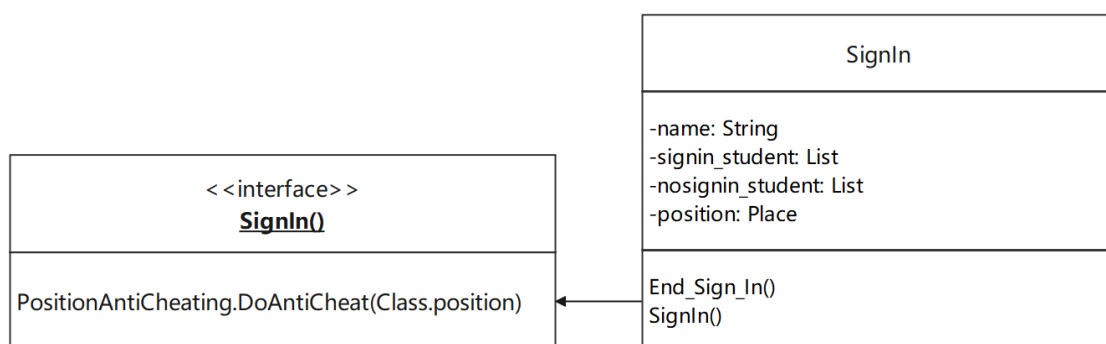 <<interface>>
SignIn()
PositionAntiCheating.DoAntiCheat(Class.position)
SignIn
-name: String
-signin_student: List
-nosignin_student: List
-position: Place
End_Sign_In()
SignIn()